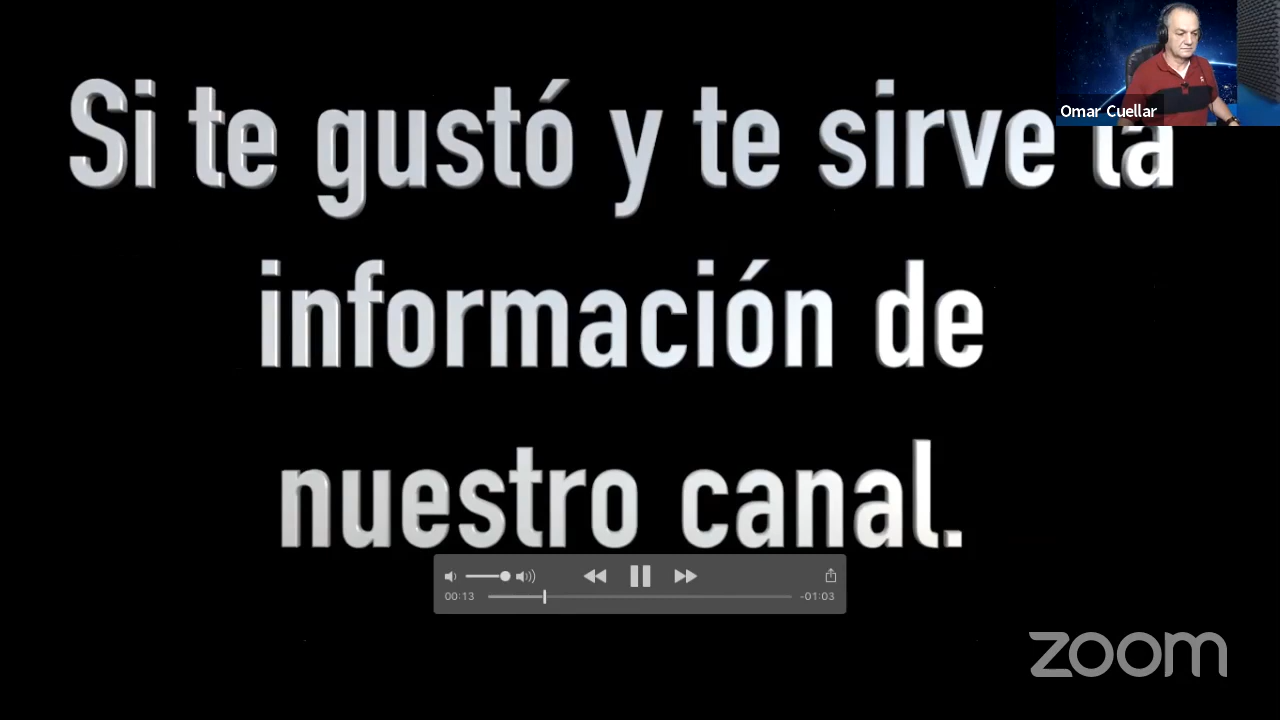 Omar Cuellar
Si te gustó y te sirve la
información de
nuestro canal.
00:13
-01:03
zoom